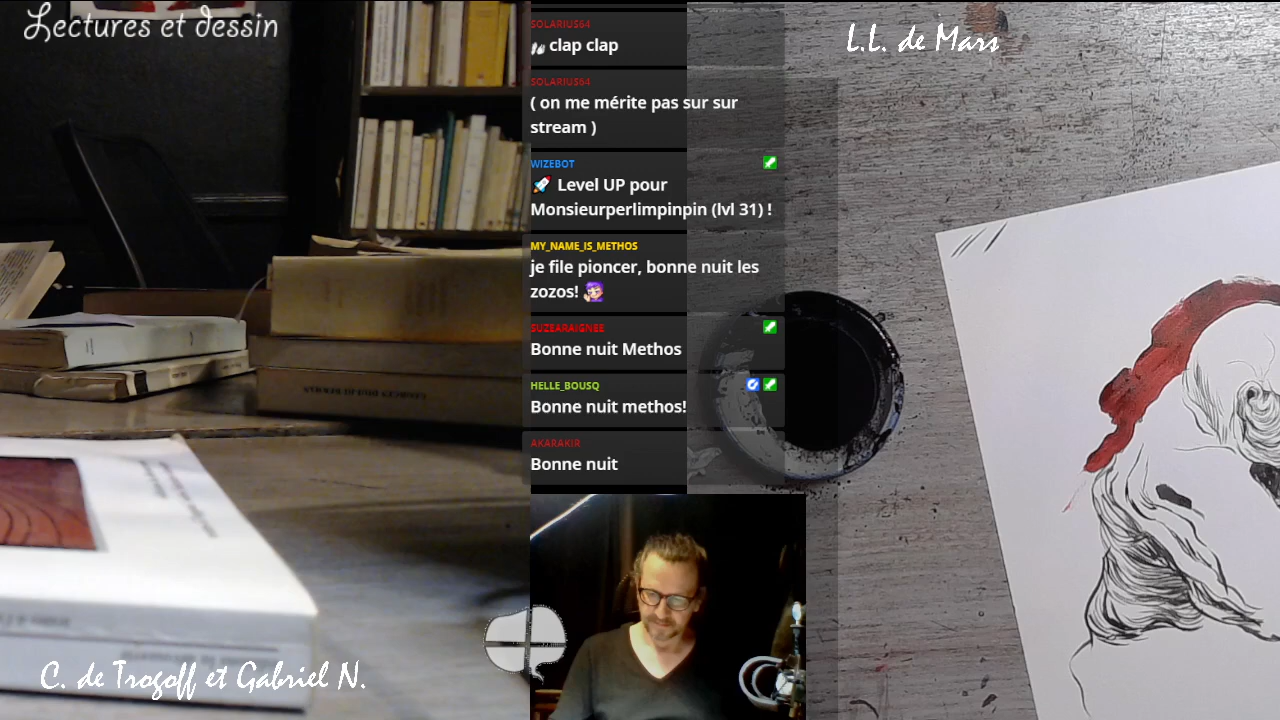 Lectures et dessin
L.L. de Mars
SOLARIUS64
clap clap
SOLARIUS64
( on me mérite pas sur sur
stream )
WIZEBOT
🚀 Level UP pour
Monsieurperlimpinpin (lvl 31) !
MY_NAME_IS_METHOS
je file pioncer, bonne nuit les
zozos!
SUZEARAIGNEE
Bonne nuit Methos
HELLE_BOUSQ
Bonne nuit methos!
AKARAKIR
Bonne nuit
C. de Trogoff et Gabriel N.